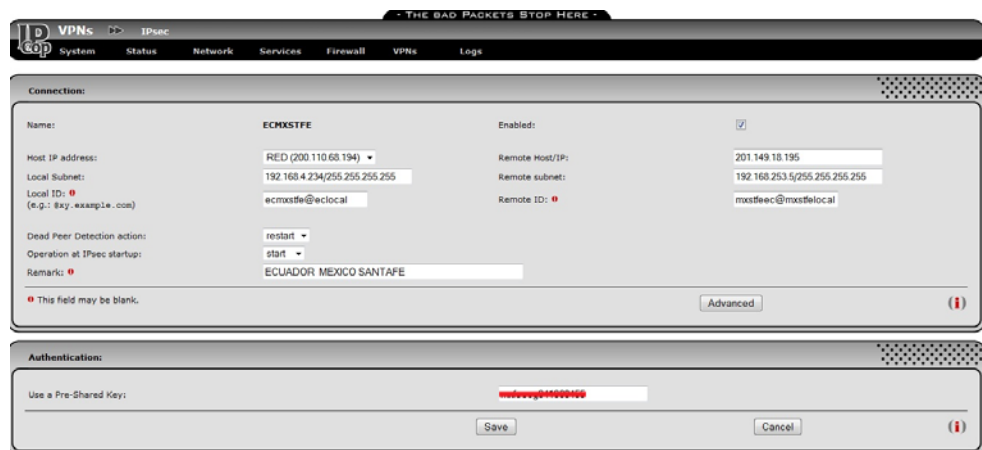 - THE BAD PACKETS STOP HERE -
IPCop VPNs IPsec
System Status Network Services Firewall VPNs Logs
Connection:
Name: ECMXSTFE Enabled:
Host IP address: RED (200.110.68.194) Remote Host/IP: 201.149.18.195
Local Subnet: 192.168.4.234/255.255.255.255 Remote subnet: 192.168.253.5/255.255.255.255
Local ID:
(e.g.: @xy.example.com) ecmxstfe@eclocal Remote ID: mxstfeec@mxstfelocal
Dead Peer Detection action: restart
Operation at IPsec startup: start
Remark: ECUADOR MEXICO SANTAFE
This field may be blank. Advanced (i)
Authentication:
Use a Pre-Shared Key:
Save Cancel (i)